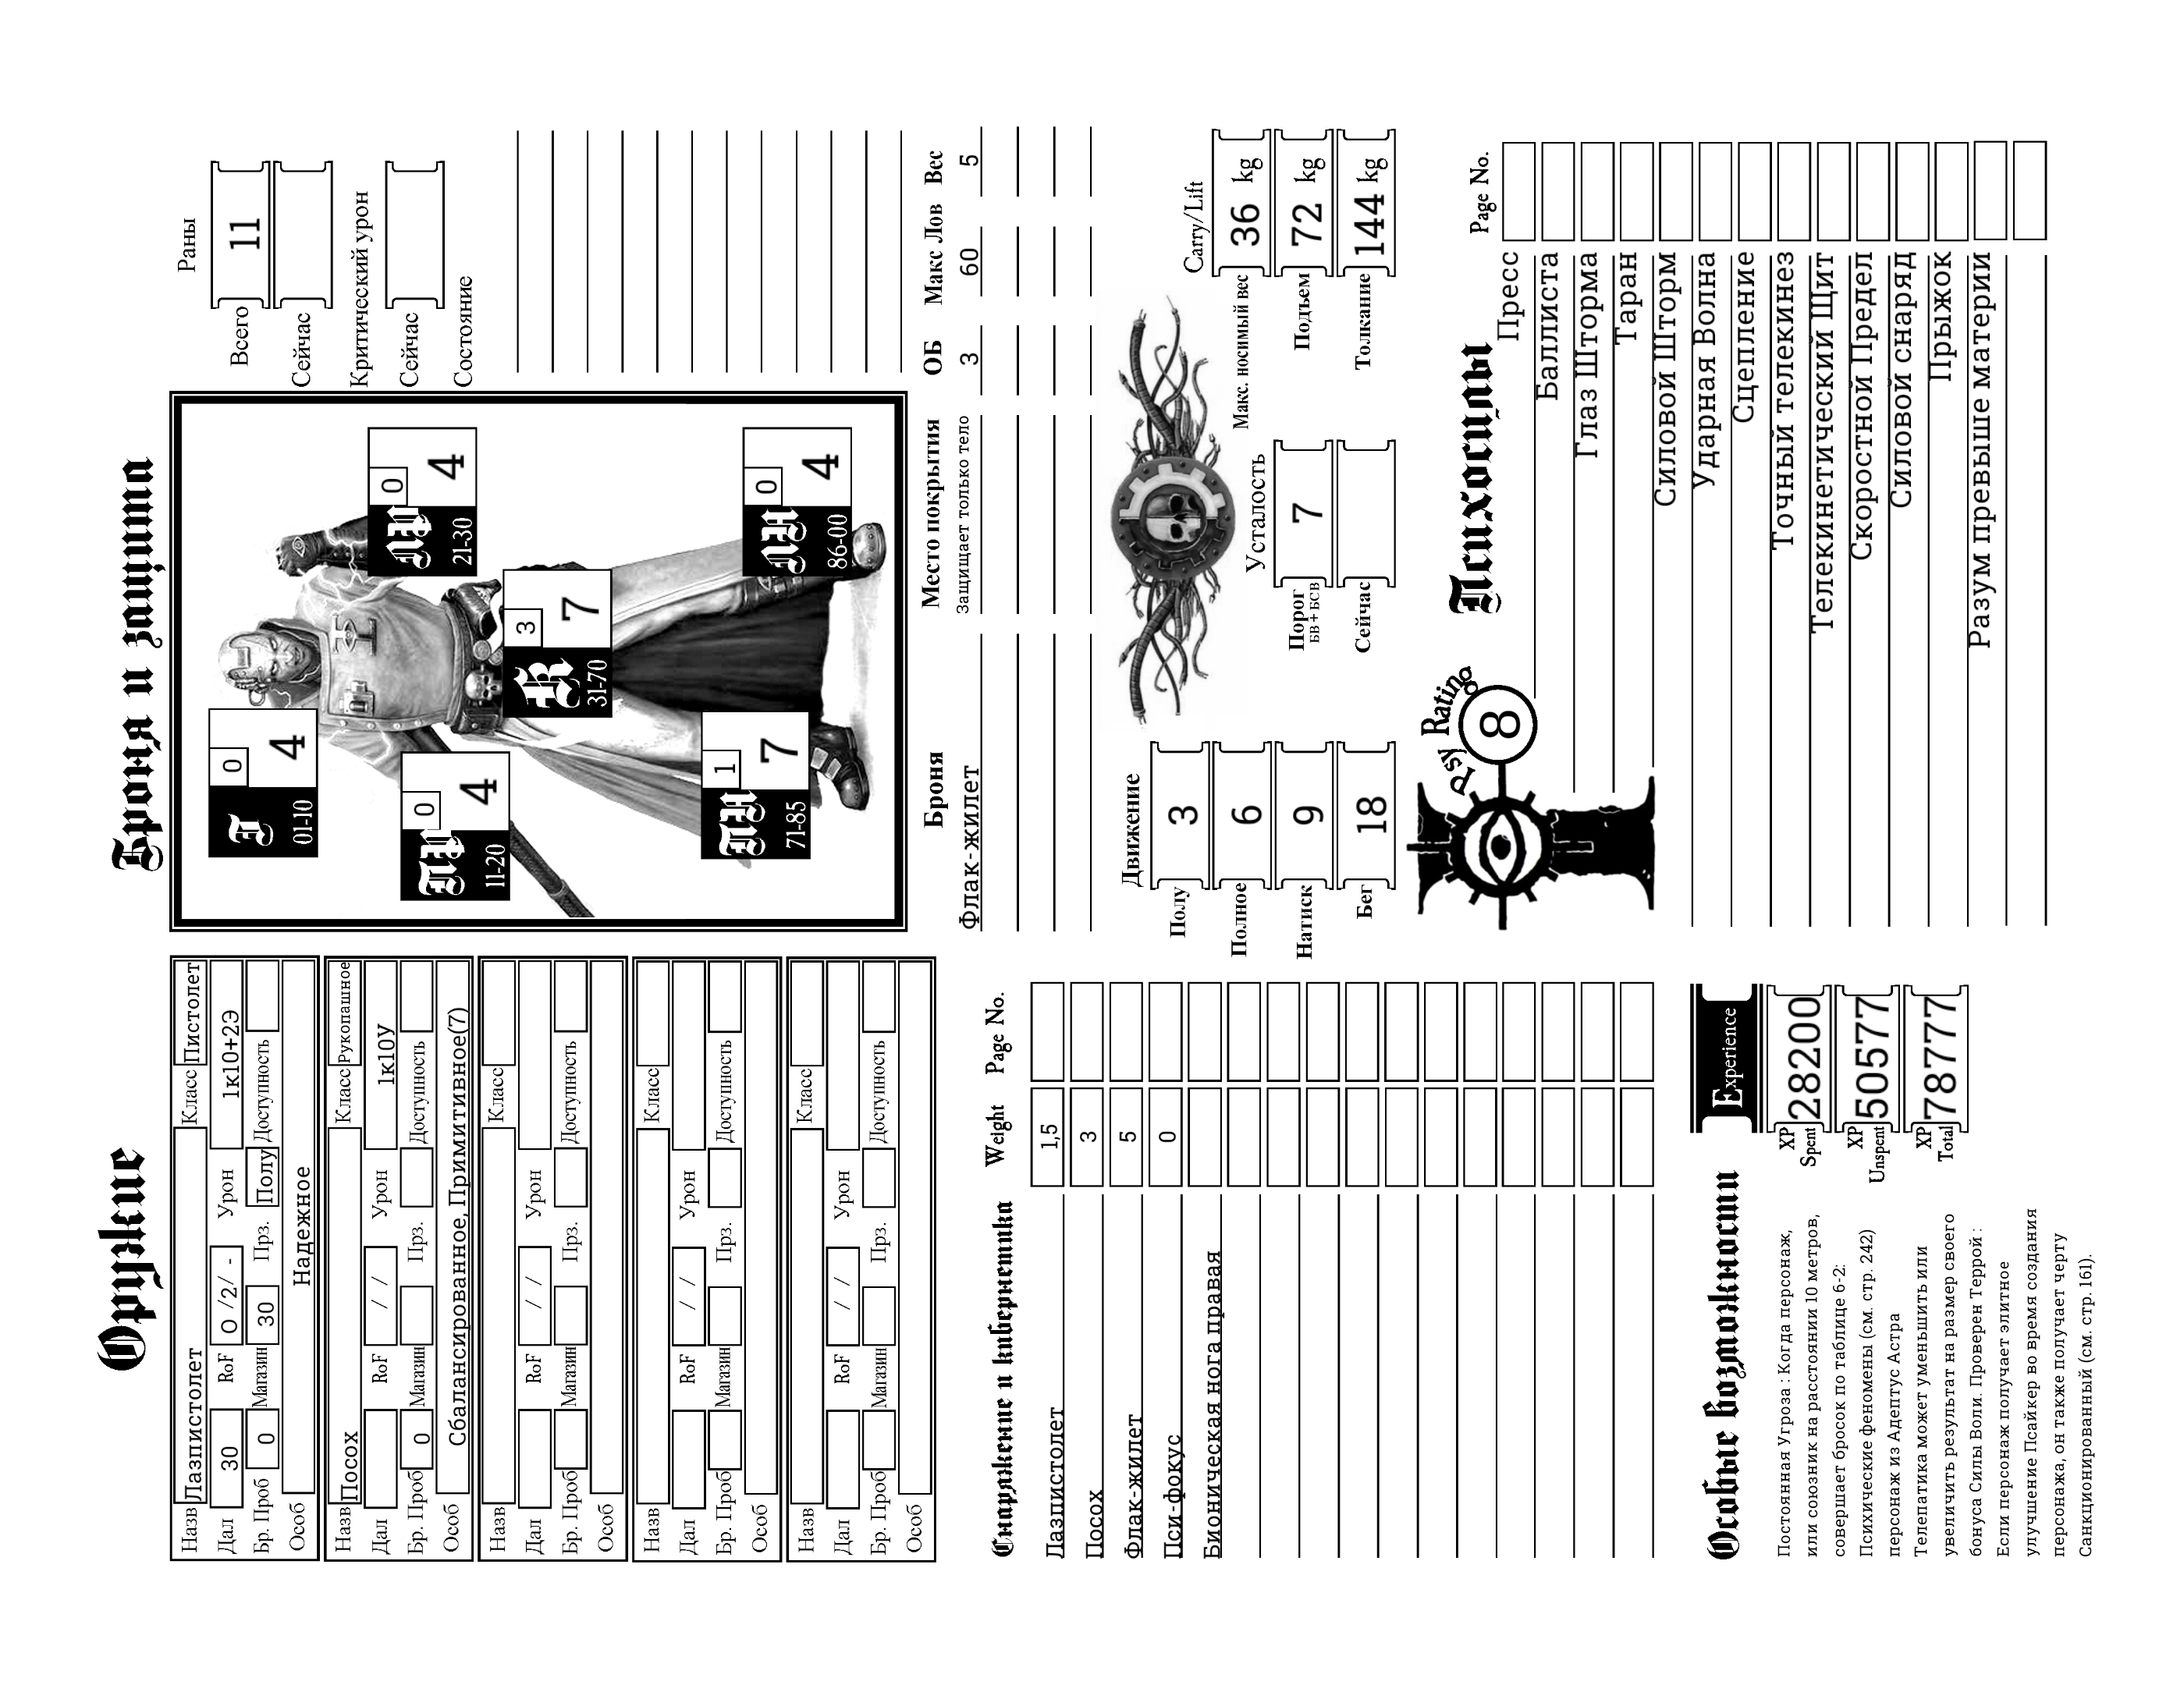 Оружие
Назв Лазпистолет Класс Пистолет
Дал 30 RoF О /2/ - Урон 1к10+2Э
Бр. Проб 0 Магазин 30 Прз. Полу Доступность
Особ Надежное
Назв Посох Класс Рукопашное
Дал RoF / / Урон 1к10У
Бр. Проб 0 Магазин Прз. Доступность
Особ Сбалансированное, Примитивное(7)
Назв Класс
Дал RoF / / Урон
Бр. Проб Магазин Прз. Доступность
Особ
Назв Класс
Дал RoF / / Урон
Бр. Проб Магазин Прз. Доступность
Особ
Назв Класс
Дал RoF / / Урон
Бр. Проб Магазин Прз. Доступность
Особ
Снаряжение и кибернетика Weight Page No.
Лазпистолет 1,5
Посох 3
Флак-жилет 5
Пси-фокус 0
Бионическая нога правая
Особые возможности
Постоянная Угроза : Когда персонаж,
или союзник на расстоянии 10 метров,
совершает бросок по таблице 6-2:
Психические феномены (см. стр. 242)
персонаж из Адептус Астра
Телепатика может уменьшить или
увеличить результат на размер своего
бонуса Силы Воли. Проверен Террой :
Если персонаж получает элитное
улучшение Псайкер во время создания
персонажа, он также получает черту
Санкционированный (см. стр. 161).
Experience
XP Spent 28200
XP Unspent 50577
XP Total 78777
Броня и защита
Г 0
01-10 4
ПР 0
11-20 4
ЛР 0
21-30 4
3
31-70 7
ПН 1
71-85 7
ЛН 0
86-00 4
Раны
Всего 11
Сейчас
Критический урон
Сейчас
Состояние
Броня Место покрытия ОБ Макс Лов Вес
Флак-жилет Защищает только тело 3 60 5
Движение
Полу 3
Полное 6
Натиск 9
Бег 18
Усталость
Порог 7
БВ+БСВ
Сейчас
Carry/Lift
Макс. носимый вес 36 kg
Подъем 72 kg
Толкание 144 kg
Psy Rating
8
Психосилы Page No.
Пресс
Баллиста
Глаз Шторма
Таран
Силовой Шторм
Ударная Волна
Сцепление
Точный телекинез
Телекинетический Щит
Скоростной Предел
Силовой снаряд
Прыжок
Разум превыше материи